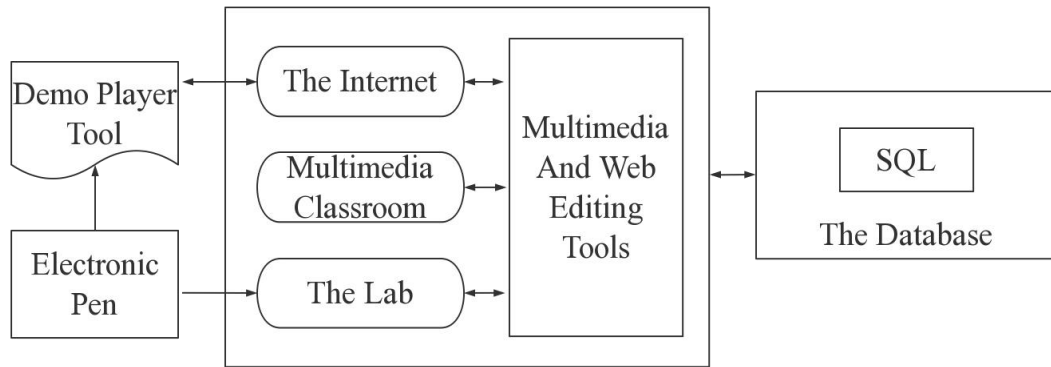 Demo Player
Tool
Electronic
Pen
The Internet
Multimedia
Classroom
The Lab
Multimedia
And Web
Editing
Tools
SQL
The Database